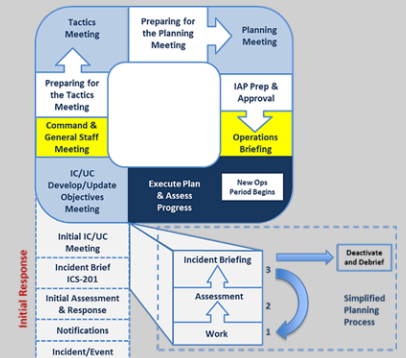 Tactics
Meeting
Preparing for
the Planning
Meeting
Planning
Meeting
Preparing for
the Tactics
Meeting
IAP Prep &
Approval
Command &
General Staff
Meeting
Operations
Briefing
IC/UC
Develop/Update
Objectives
Meeting
Execute Plan
& Assess
Progress
New Ops
Period Begins
Initial Response
Initial IC/UC
Meeting
Incident Brief
ICS-201
Initial Assessment
& Response
Notifications
Incident/Event
Incident Briefing
3
Assessment
2
Work
1
Deactivate
and Debrief
Simplified
Planning
Process